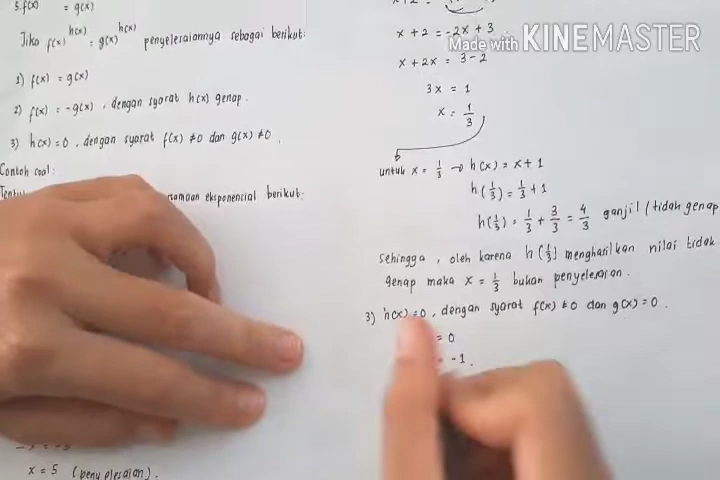 5. f(x) = g(x)
Jika f(x)^h(x) = g(x)^h(x) penyelesaiannya sebagai berikut:
1) f(x) = g(x)
2) f(x) = -g(x), dengan syarat h(x) genap.
3) h(x) = 0, dengan syarat f(x) ≠ 0 dan g(x) ≠ 0.
Contoh soal:
eksponensial berikut:
x = 5 (penyelesaian).
x + 2 = -2x + 3
x + 2x = 3 - 2
3x = 1
x = 1/3
untuk x = 1/3 → h(x) = x + 1
h(1/3) = 1/3 + 1
h(1/3) = 1/3 + 3/3 = 4/3 ganjil (tidak genap
sehingga, oleh karena h(1/3) menghasilkan nilai tidak
genap maka x = 1/3 bukan penyelesaian.
3) h(x) = 0, dengan syarat f(x) ≠ 0 dan g(x) = 0.
= 0
= -1.
Made with KINEMASTER